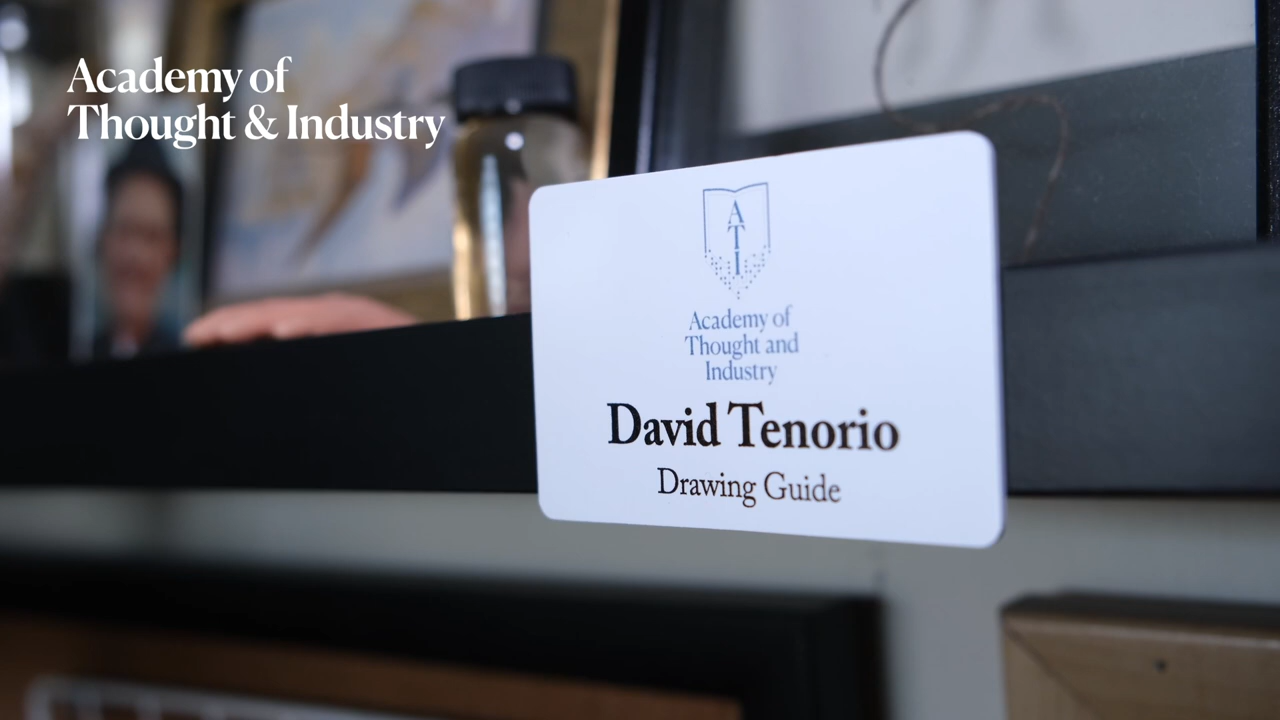 Academy of
Thought & Industry
ATI
Academy of
Thought and
Industry
David Tenorio
Drawing Guide